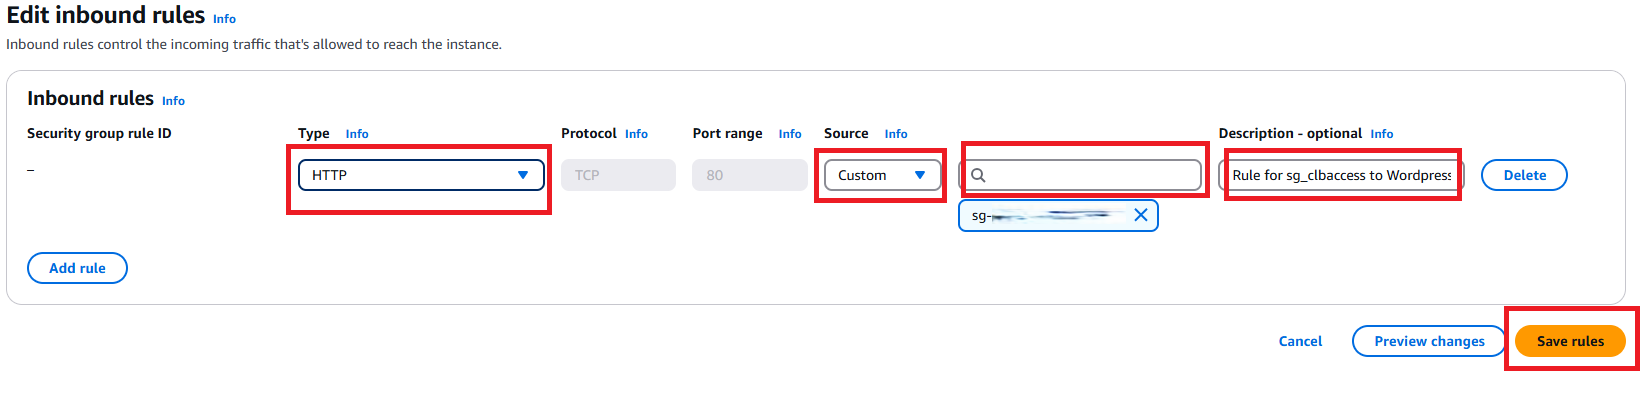 Edit inbound rules Info
Inbound rules control the incoming traffic that's allowed to reach the instance.
Inbound rules Info
Security group rule ID Type Info Protocol Info Port range Info Source Info Description - optional Info
– HTTP TCP 80 Custom Rule for sg_clbaccess to Wordpress Delete
sg-
Add rule
Cancel Preview changes Save rules